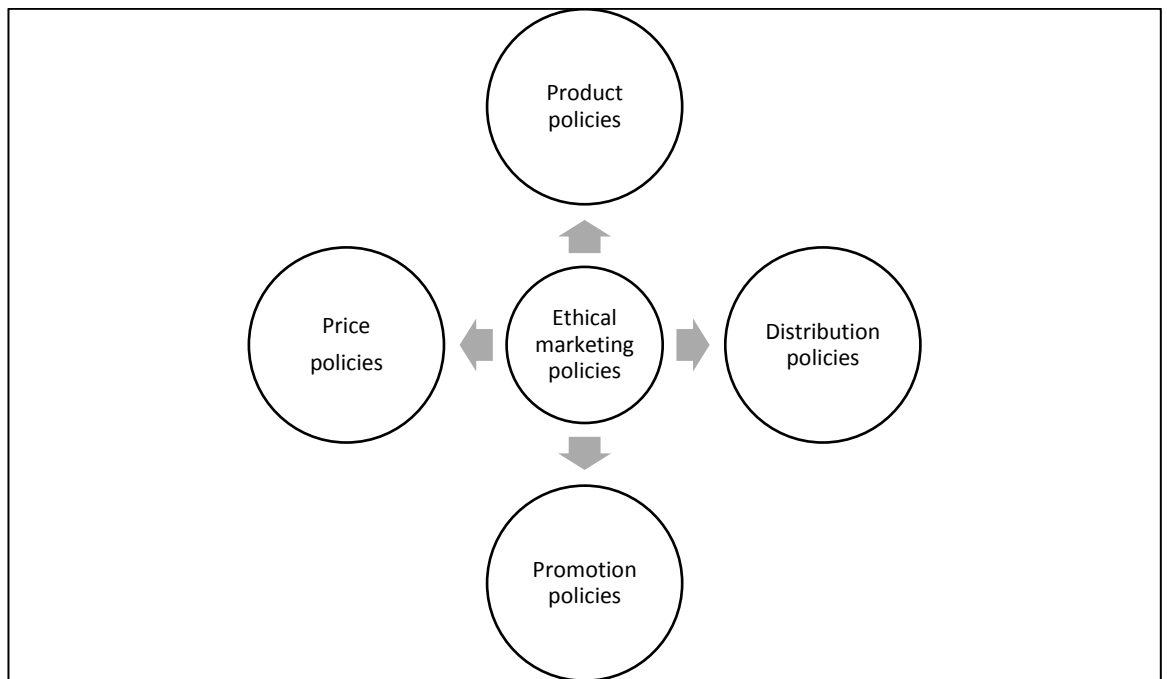 Product
policies
Price
policies
Ethical
marketing
policies
Distribution
policies
Promotion
policies